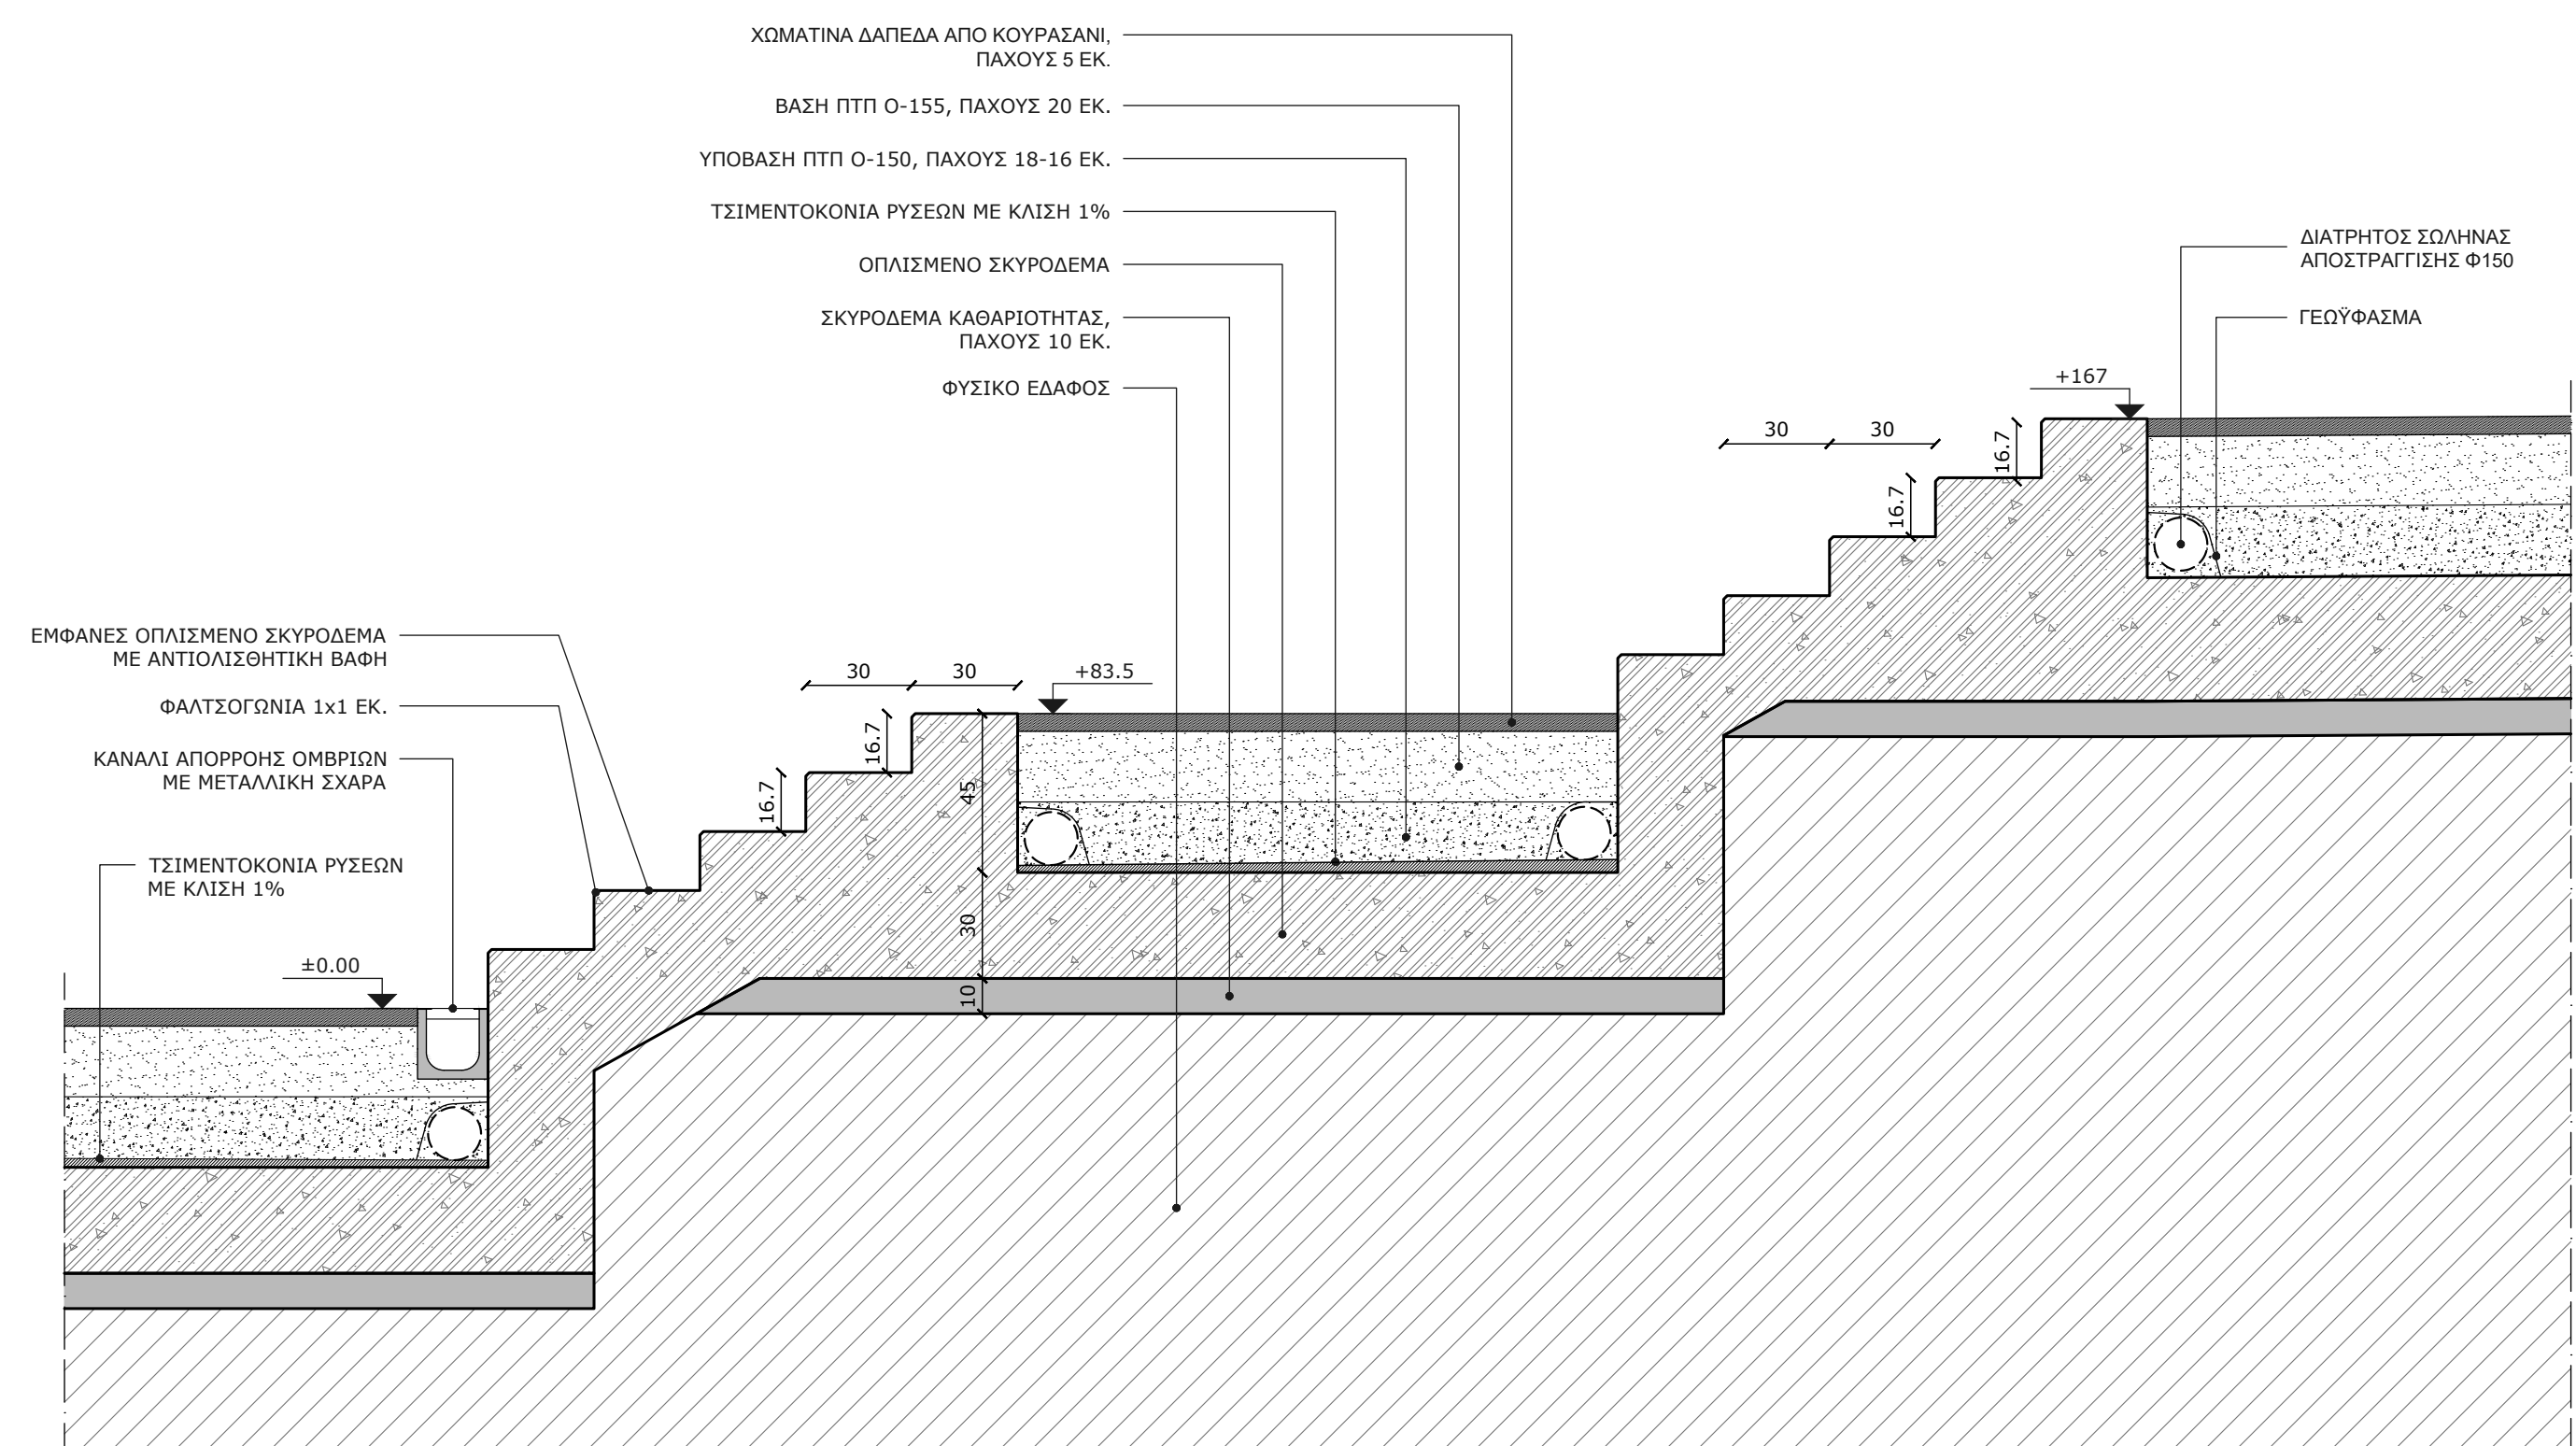 ΧΩΜΑΤΙΝΑ ΔΑΠΕΔΑ ΑΠΟ ΚΟΥΡΑΣΑΝΙ,
ΠΑΧΟΥΣ 5 ΕΚ.
ΒΑΣΗ ΠΤΠ Ο-155, ΠΑΧΟΥΣ 20 ΕΚ.
ΥΠΟΒΑΣΗ ΠΤΠ Ο-150, ΠΑΧΟΥΣ 18-16 ΕΚ.
ΤΣΙΜΕΝΤΟΚΟΝΙΑ ΡΥΣΕΩΝ ΜΕ ΚΛΙΣΗ 1%
ΟΠΛΙΣΜΕΝΟ ΣΚΥΡΟΔΕΜΑ
ΣΚΥΡΟΔΕΜΑ ΚΑΘΑΡΙΟΤΗΤΑΣ,
ΠΑΧΟΥΣ 10 ΕΚ.
ΦΥΣΙΚΟ ΕΔΑΦΟΣ
ΔΙΑΤΡΗΤΟΣ ΣΩΛΗΝΑΣ
ΑΠΟΣΤΡΑΓΓΙΣΗΣ Φ150
ΓΕΩΫΦΑΣΜΑ
+167
30
30
16.7
16.7
ΕΜΦΑΝΕΣ ΟΠΛΙΣΜΕΝΟ ΣΚΥΡΟΔΕΜΑ
ΜΕ ΑΝΤΙΟΛΙΣΘΗΤΙΚΗ ΒΑΦΗ
ΦΑΛΤΣΟΓΩΝΙΑ 1x1 ΕΚ.
ΚΑΝΑΛΙ ΑΠΟΡΡΟΗΣ ΟΜΒΡΙΩΝ
ΜΕ ΜΕΤΑΛΛΙΚΗ ΣΧΑΡΑ
ΤΣΙΜΕΝΤΟΚΟΝΙΑ ΡΥΣΕΩΝ
ΜΕ ΚΛΙΣΗ 1%
±0.00
30
30
+83.5
16.7
16.7
45
30
10